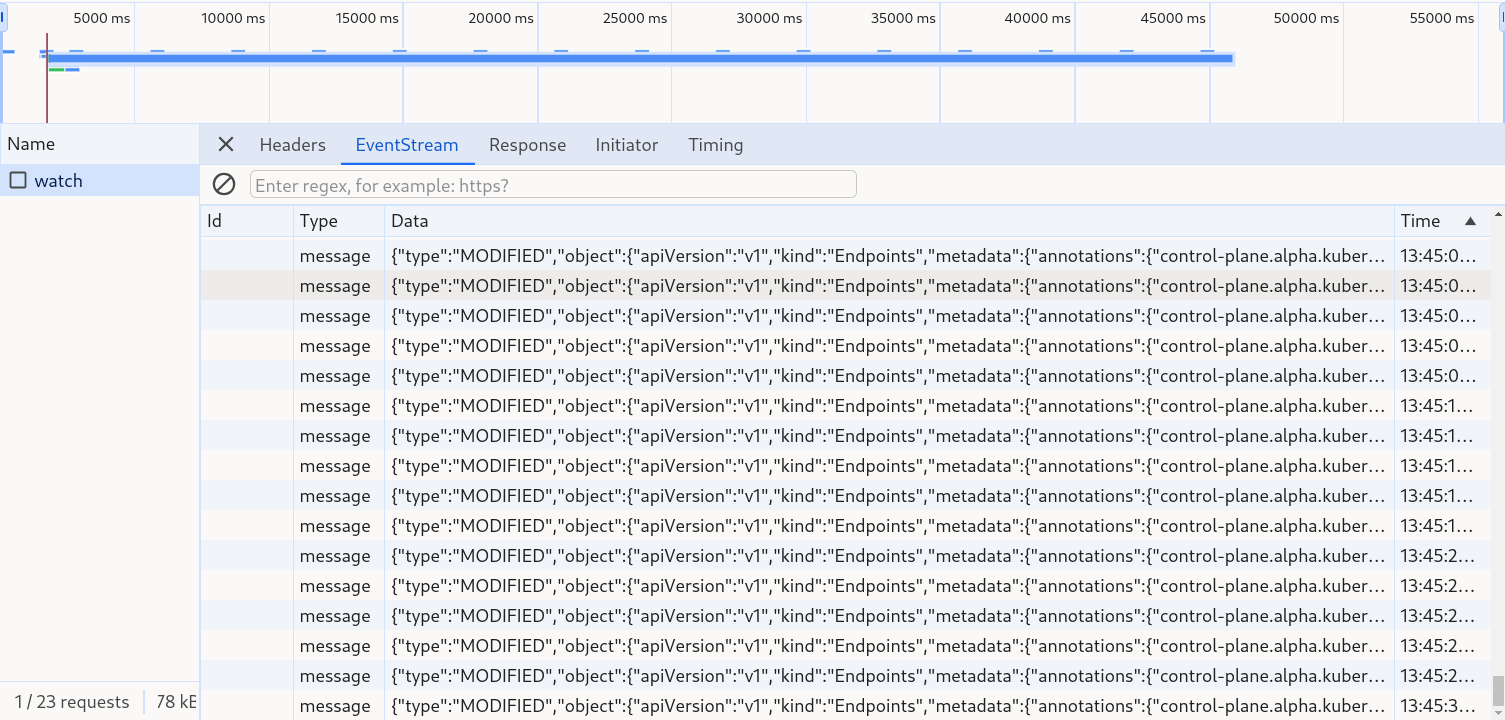 5000 ms 10000 ms 15000 ms 20000 ms 25000 ms 30000 ms 35000 ms 40000 ms 45000 ms 50000 ms 55000 ms
Name
Headers EventStream Response Initiator Timing
watch
Enter regex, for example: https?
Id Type Data Time
message {"type":"MODIFIED","object":{"apiVersion":"v1","kind":"Endpoints","metadata":{"annotations":{"control-plane.alpha.kuber... 13:45:0...
message {"type":"MODIFIED","object":{"apiVersion":"v1","kind":"Endpoints","metadata":{"annotations":{"control-plane.alpha.kuber... 13:45:0...
message {"type":"MODIFIED","object":{"apiVersion":"v1","kind":"Endpoints","metadata":{"annotations":{"control-plane.alpha.kuber... 13:45:0...
message {"type":"MODIFIED","object":{"apiVersion":"v1","kind":"Endpoints","metadata":{"annotations":{"control-plane.alpha.kuber... 13:45:0...
message {"type":"MODIFIED","object":{"apiVersion":"v1","kind":"Endpoints","metadata":{"annotations":{"control-plane.alpha.kuber... 13:45:0...
message {"type":"MODIFIED","object":{"apiVersion":"v1","kind":"Endpoints","metadata":{"annotations":{"control-plane.alpha.kuber... 13:45:1...
message {"type":"MODIFIED","object":{"apiVersion":"v1","kind":"Endpoints","metadata":{"annotations":{"control-plane.alpha.kuber... 13:45:1...
message {"type":"MODIFIED","object":{"apiVersion":"v1","kind":"Endpoints","metadata":{"annotations":{"control-plane.alpha.kuber... 13:45:1...
message {"type":"MODIFIED","object":{"apiVersion":"v1","kind":"Endpoints","metadata":{"annotations":{"control-plane.alpha.kuber... 13:45:1...
message {"type":"MODIFIED","object":{"apiVersion":"v1","kind":"Endpoints","metadata":{"annotations":{"control-plane.alpha.kuber... 13:45:1...
message {"type":"MODIFIED","object":{"apiVersion":"v1","kind":"Endpoints","metadata":{"annotations":{"control-plane.alpha.kuber... 13:45:2...
message {"type":"MODIFIED","object":{"apiVersion":"v1","kind":"Endpoints","metadata":{"annotations":{"control-plane.alpha.kuber... 13:45:2...
message {"type":"MODIFIED","object":{"apiVersion":"v1","kind":"Endpoints","metadata":{"annotations":{"control-plane.alpha.kuber... 13:45:2...
message {"type":"MODIFIED","object":{"apiVersion":"v1","kind":"Endpoints","metadata":{"annotations":{"control-plane.alpha.kuber... 13:45:2...
message {"type":"MODIFIED","object":{"apiVersion":"v1","kind":"Endpoints","metadata":{"annotations":{"control-plane.alpha.kuber... 13:45:2...
message {"type":"MODIFIED","object":{"apiVersion":"v1","kind":"Endpoints","metadata":{"annotations":{"control-plane.alpha.kuber... 13:45:3...
1 / 23 requests 78 kB